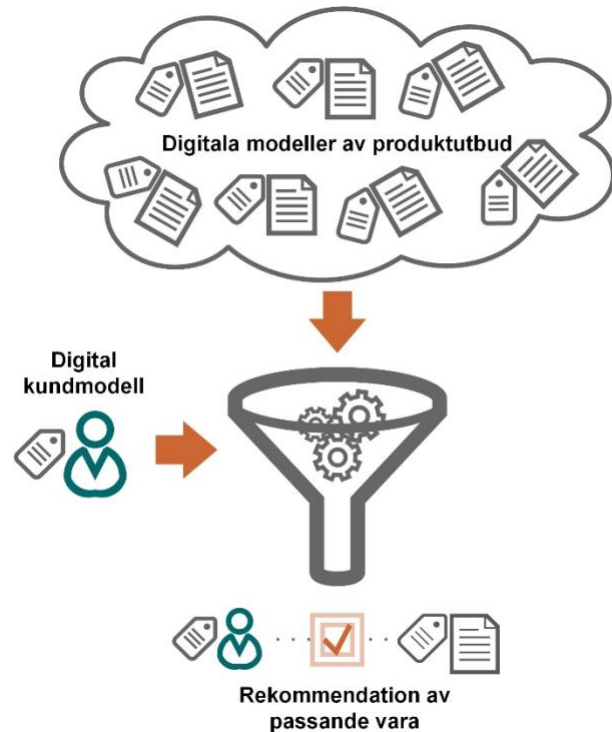 Digitala modeller av produktutbud
Digital
kundmodell
Rekommendation av
passande vara